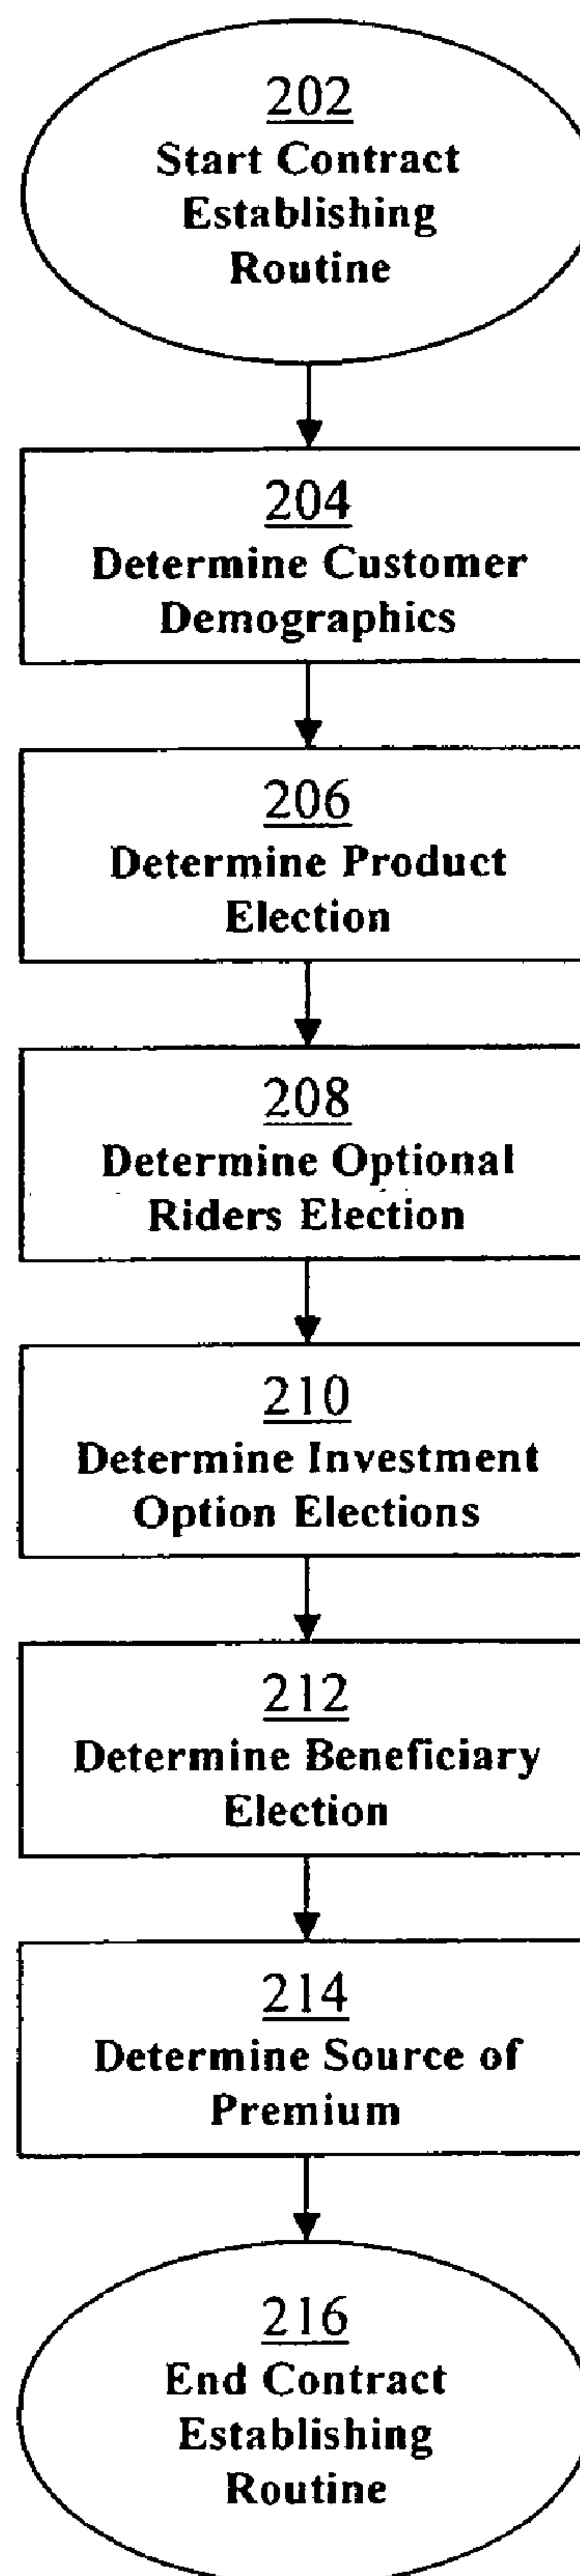 202
Start Contract
Establishing
Routine
204
Determine Customer
Demographics
206
Determine Product
Election
208
Determine Optional
Riders Election
210
Determine Investment
Option Elections
212
Determine Beneficiary
Election
214
Determine Source of
Premium
216
End Contract
Establishing
Routine